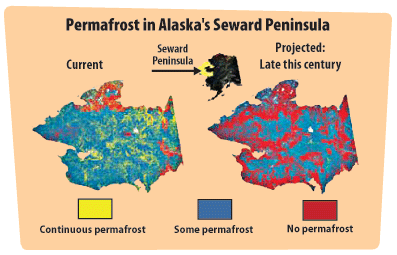 Permafrost in Alaska's Seward Peninsula
Current
Seward
Peninsula
Projected:
Late this century
Continuous permafrost
Some permafrost
No permafrost